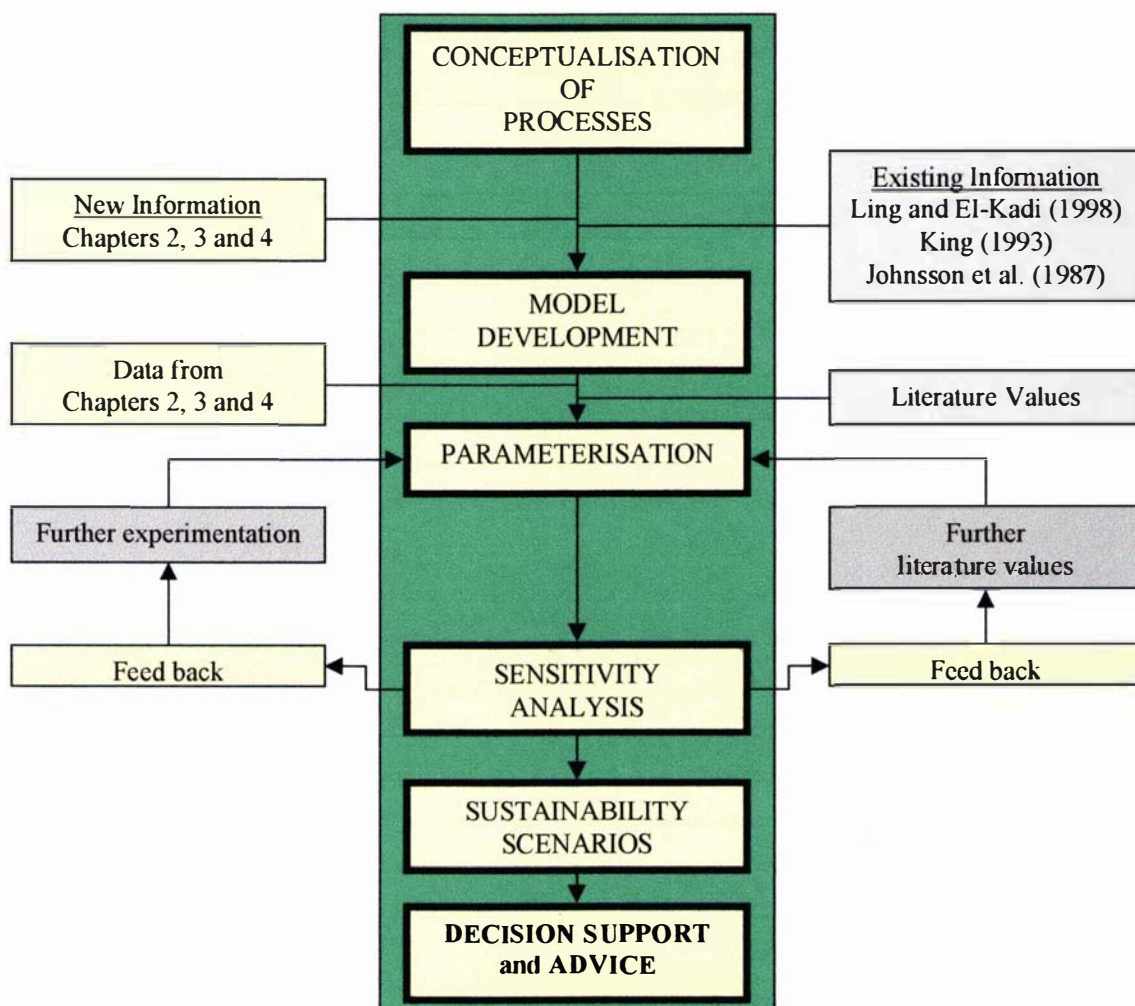 CONCEPTUALISATION
OF
PROCESSES
New Information
Chapters 2, 3 and 4
Existing Information
Ling and El-Kadi (1998)
King (1993)
Johnsson et al. (1987)
MODEL
DEVELOPMENT
Data from
Chapters 2, 3 and 4
Literature Values
PARAMETERISATION
Further experimentation
Further
literature values
Feed back
SENSITIVITY
ANALYSIS
Feed back
SUSTAINABILITY
SCENARIOS
DECISION SUPPORT
and ADVICE